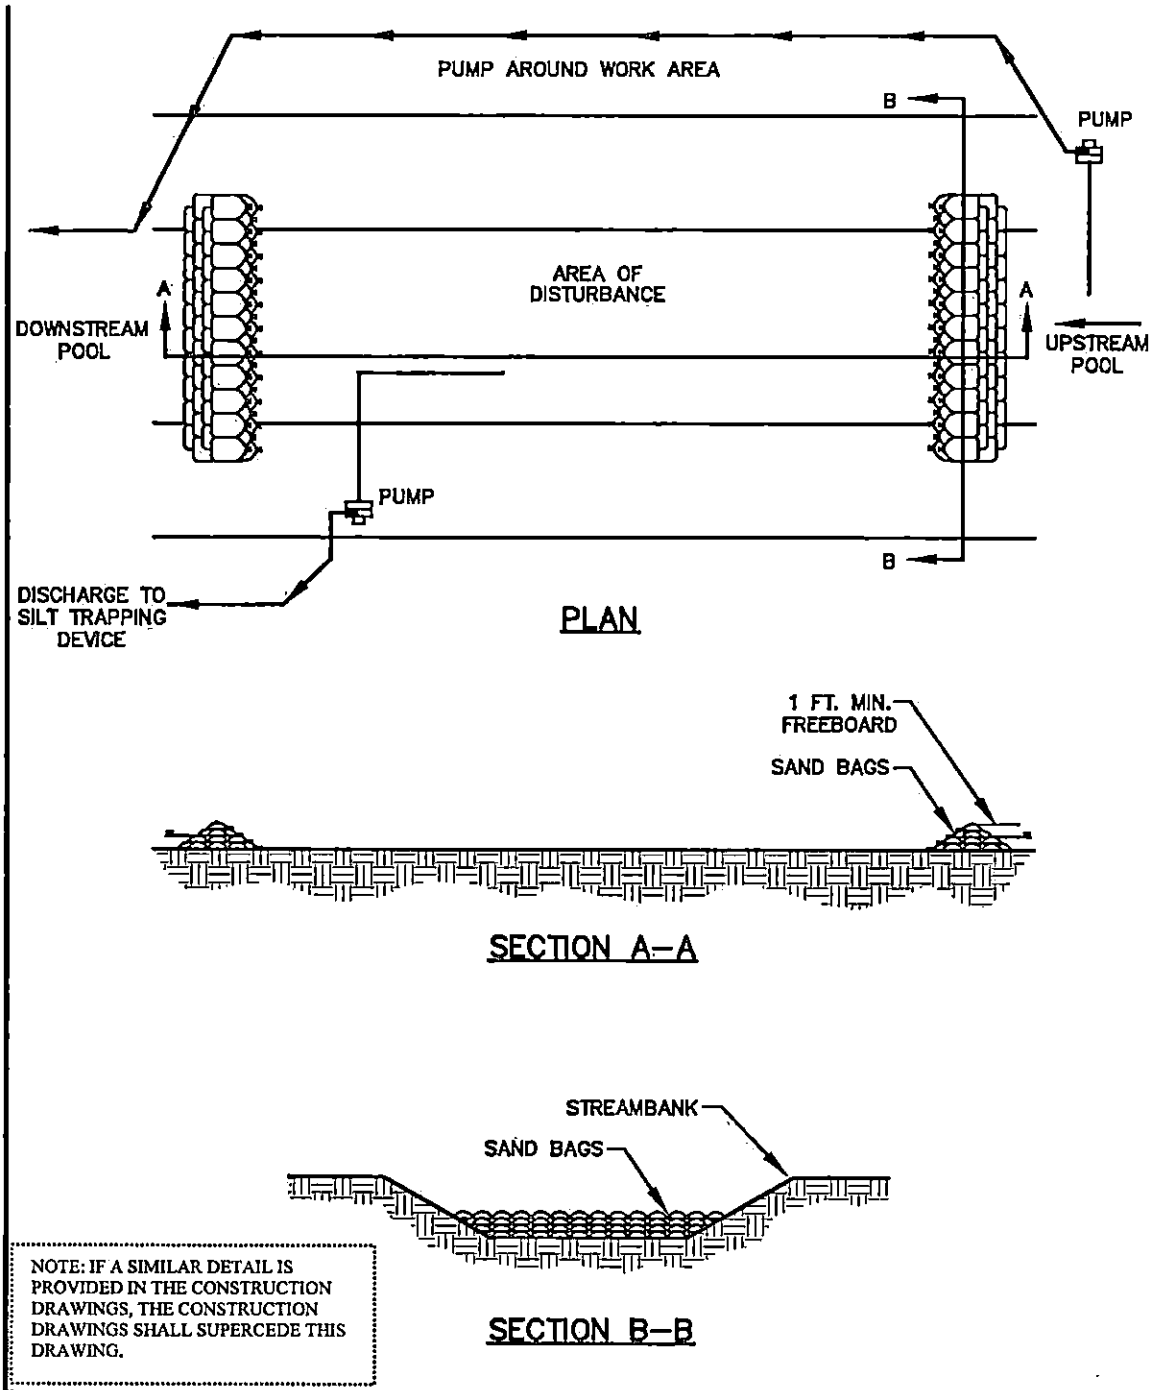 PUMP AROUND WORK AREA
B
PUMP
AREA OF
DISTURBANCE
A
A
DOWNSTREAM
POOL
UPSTREAM
POOL
PUMP
B
DISCHARGE TO
SILT TRAPPING
DEVICE
PLAN
1 FT. MIN.
FREEBOARD
SAND BAGS
SECTION A-A
STREAMBANK
SAND BAGS
NOTE: IF A SIMILAR DETAIL IS
PROVIDED IN THE CONSTRUCTION
DRAWINGS, THE CONSTRUCTION
DRAWINGS SHALL SUPERCEDE THIS
DRAWING.
SECTION B-B